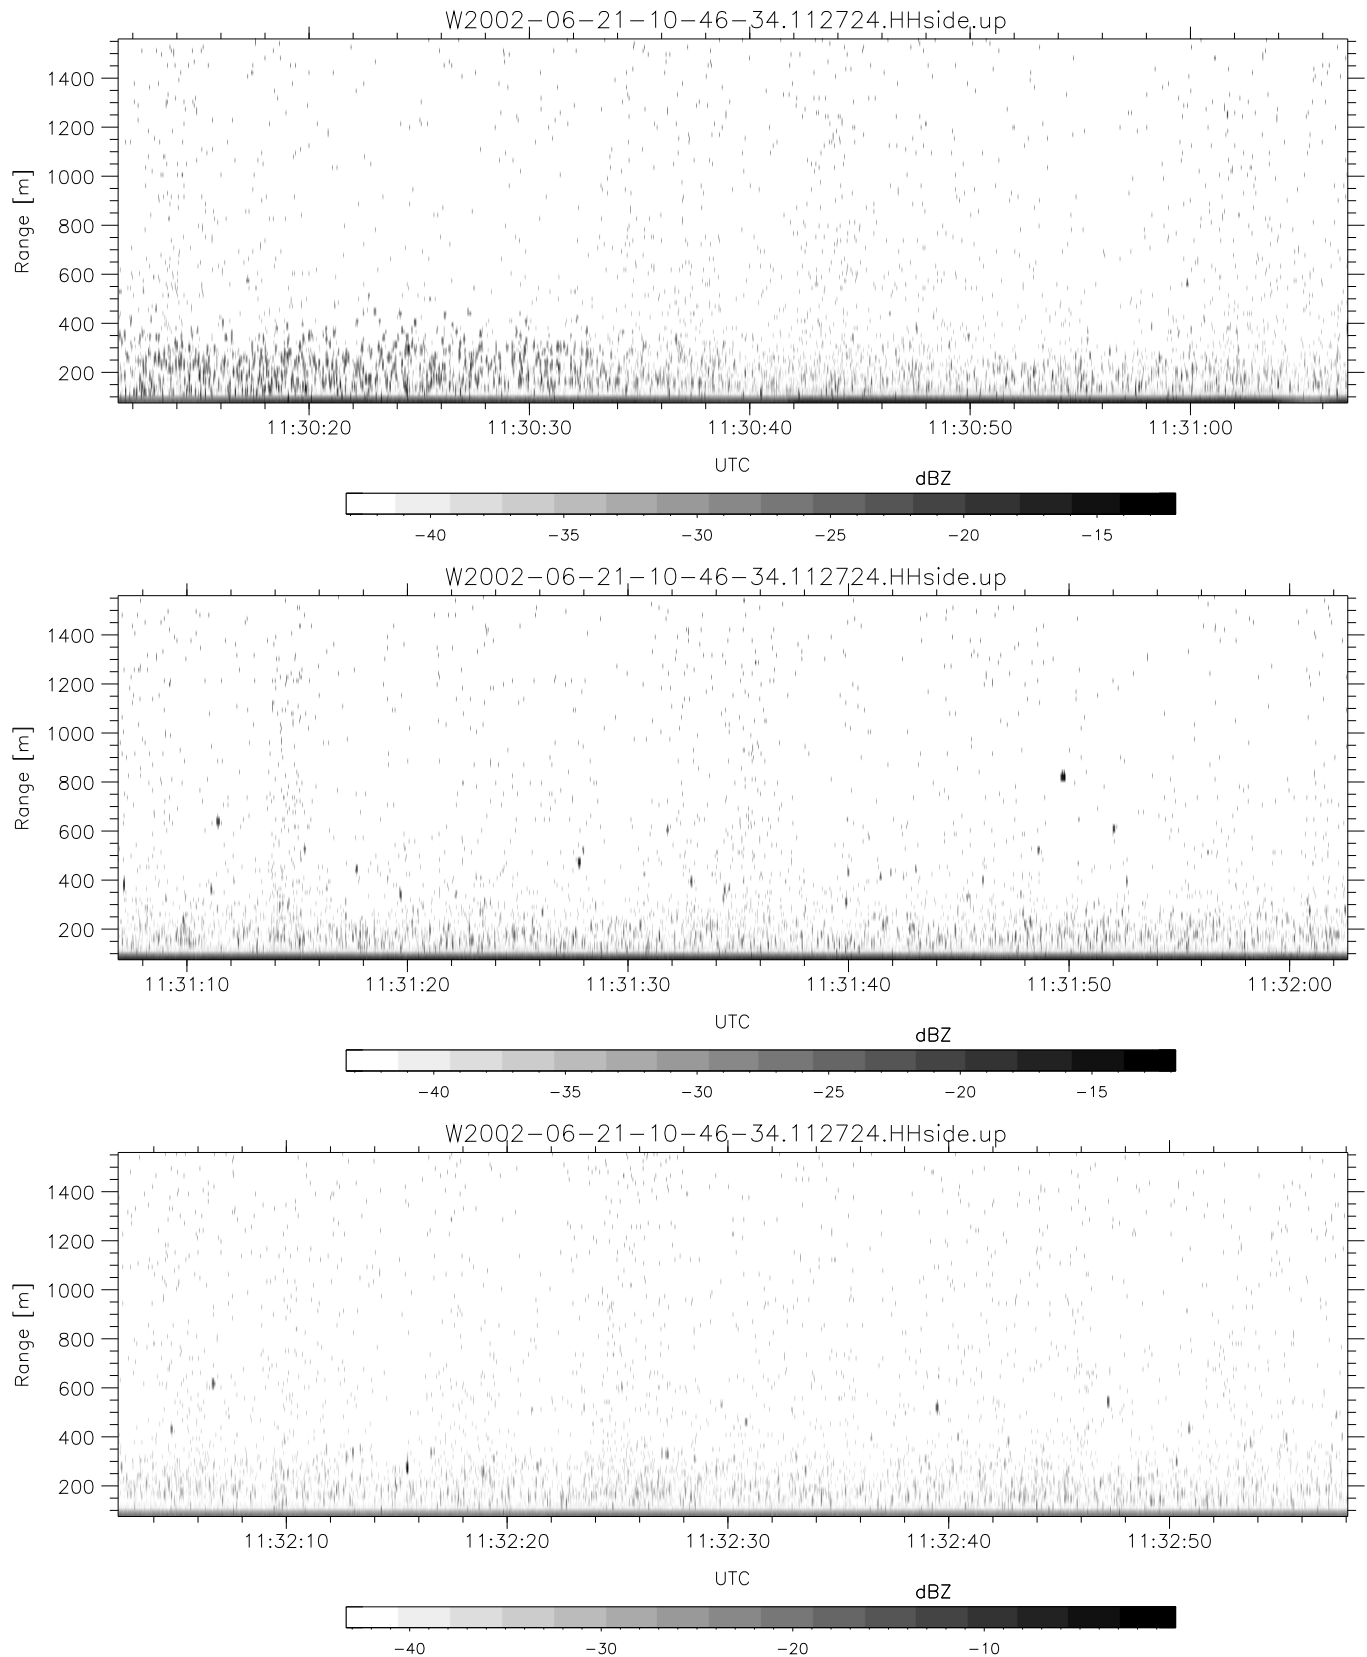 W2002-06-21-10-46-34.112724.HHside.up
1400
1200
1000
800
600
400
200
Range [m]
11:30:20 11:30:30 11:30:40 11:30:50 11:31:00
UTC
dBZ
-40 -35 -30 -25 -20 -15
W2002-06-21-10-46-34.112724.HHside.up
1400
1200
1000
800
600
400
200
Range [m]
11:31:10 11:31:20 11:31:30 11:31:40 11:31:50 11:32:00
UTC
dBZ
-40 -35 -30 -25 -20 -15
W2002-06-21-10-46-34.112724.HHside.up
1400
1200
1000
800
600
400
200
Range [m]
11:32:10 11:32:20 11:32:30 11:32:40 11:32:50
UTC
dBZ
-40 -30 -20 -10